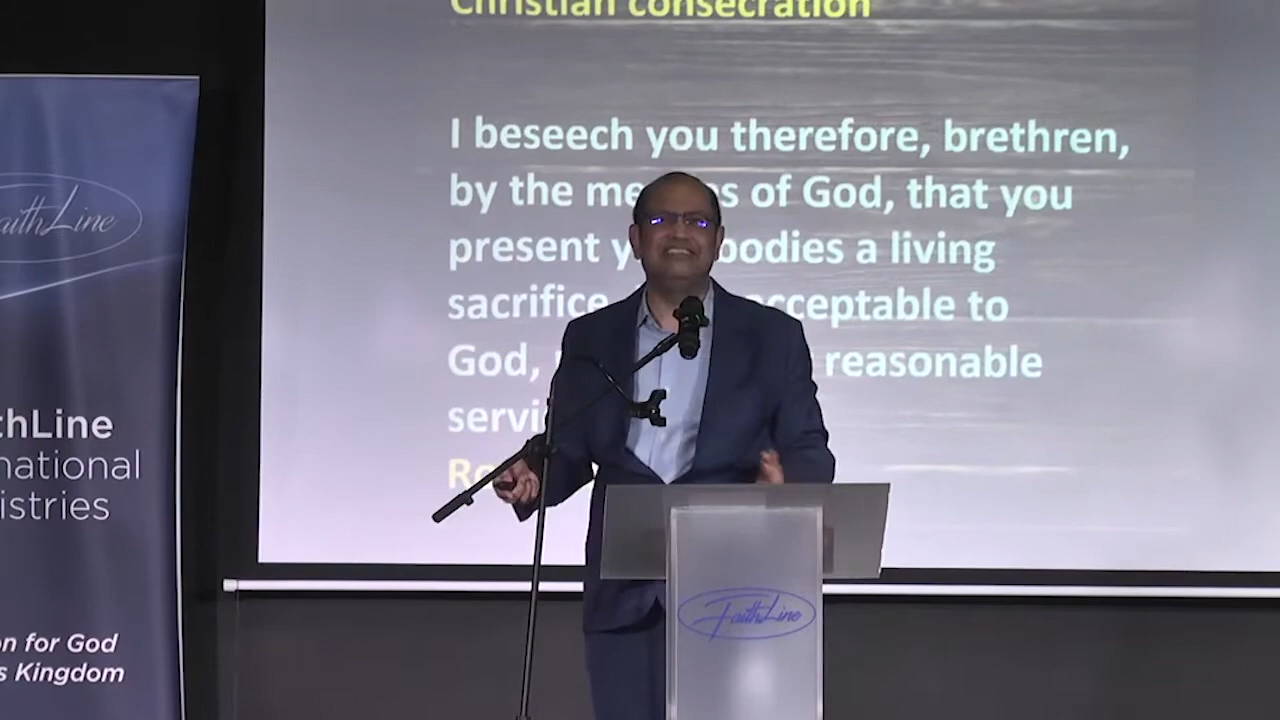 Christian consecration
I beseech you therefore, brethren,
by the me s of God, that you
present y bodies a living
sacrifice, cceptable to
God, reasonable
servi
Ro
aithLine
thLine
national
istries
on for God
s Kingdom
FaithLine